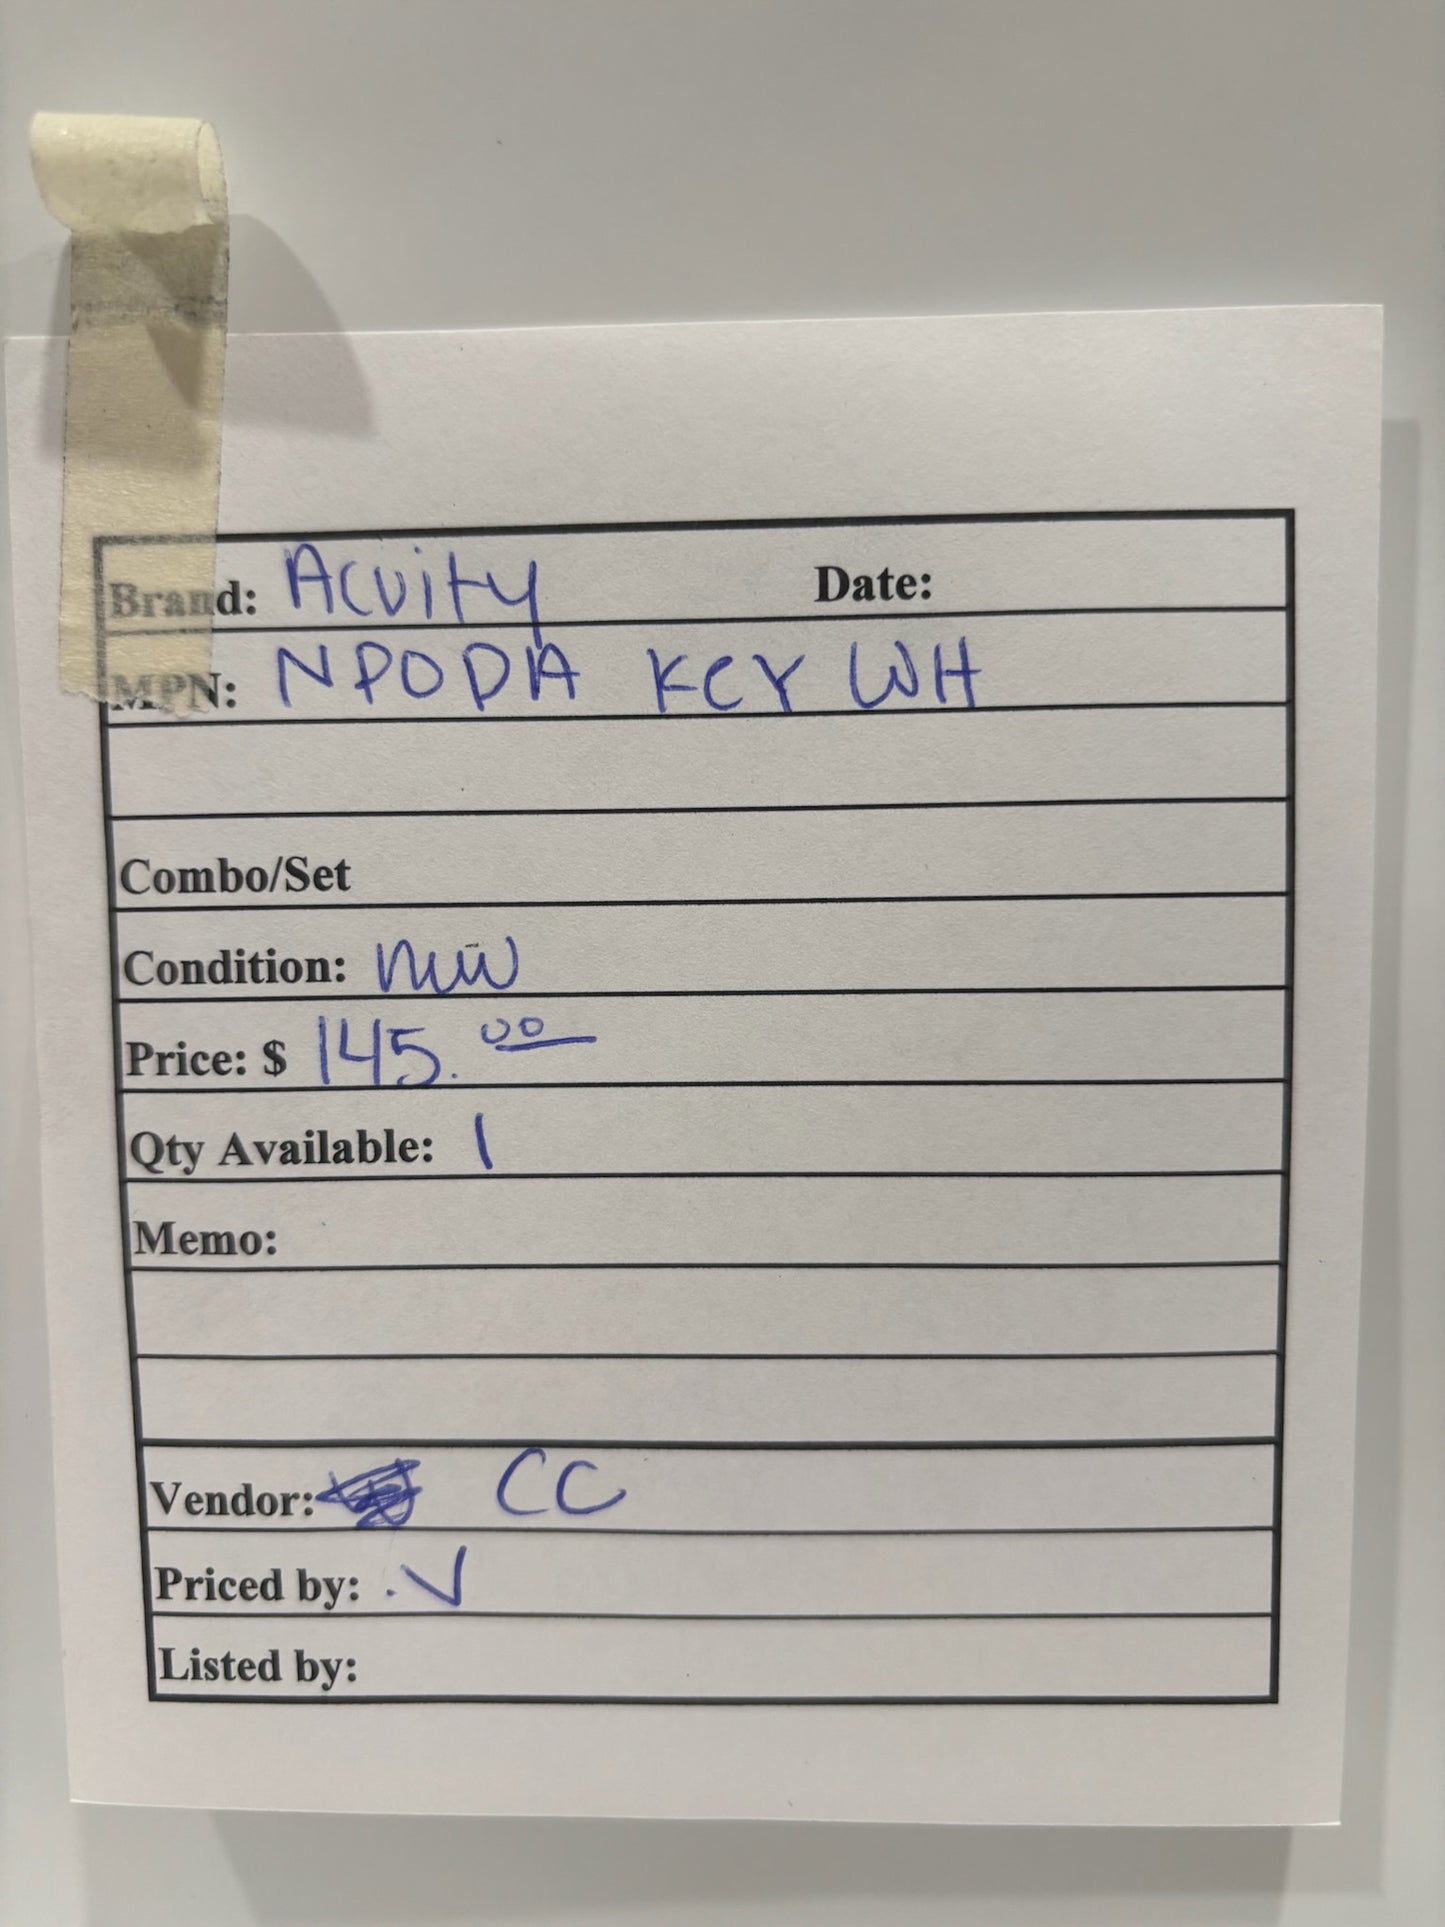 Brand: Acuity Date:
MPN: NPODA KEY WH
Combo/Set
Condition: new
Price: $ 145.00
Qty Available: 1
Memo:
Vendor: CC
Priced by: .V
Listed by: